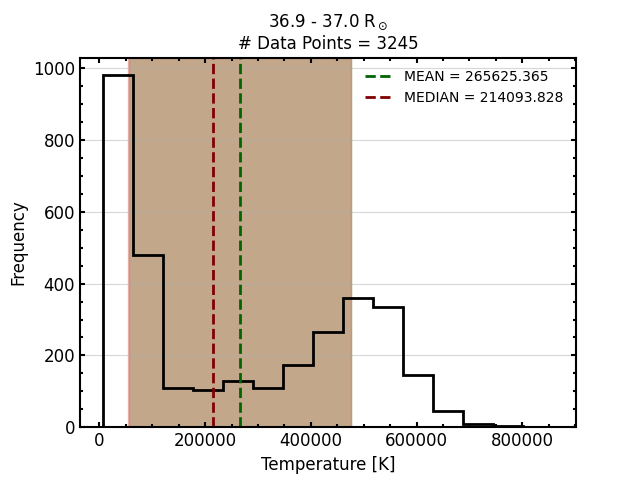 36.9 - 37.0 R⊙
# Data Points = 3245
MEAN = 265625.365
MEDIAN = 214093.828
1000
800
600
400
200
0
Frequency
0 200000 400000 600000 800000
Temperature [K]